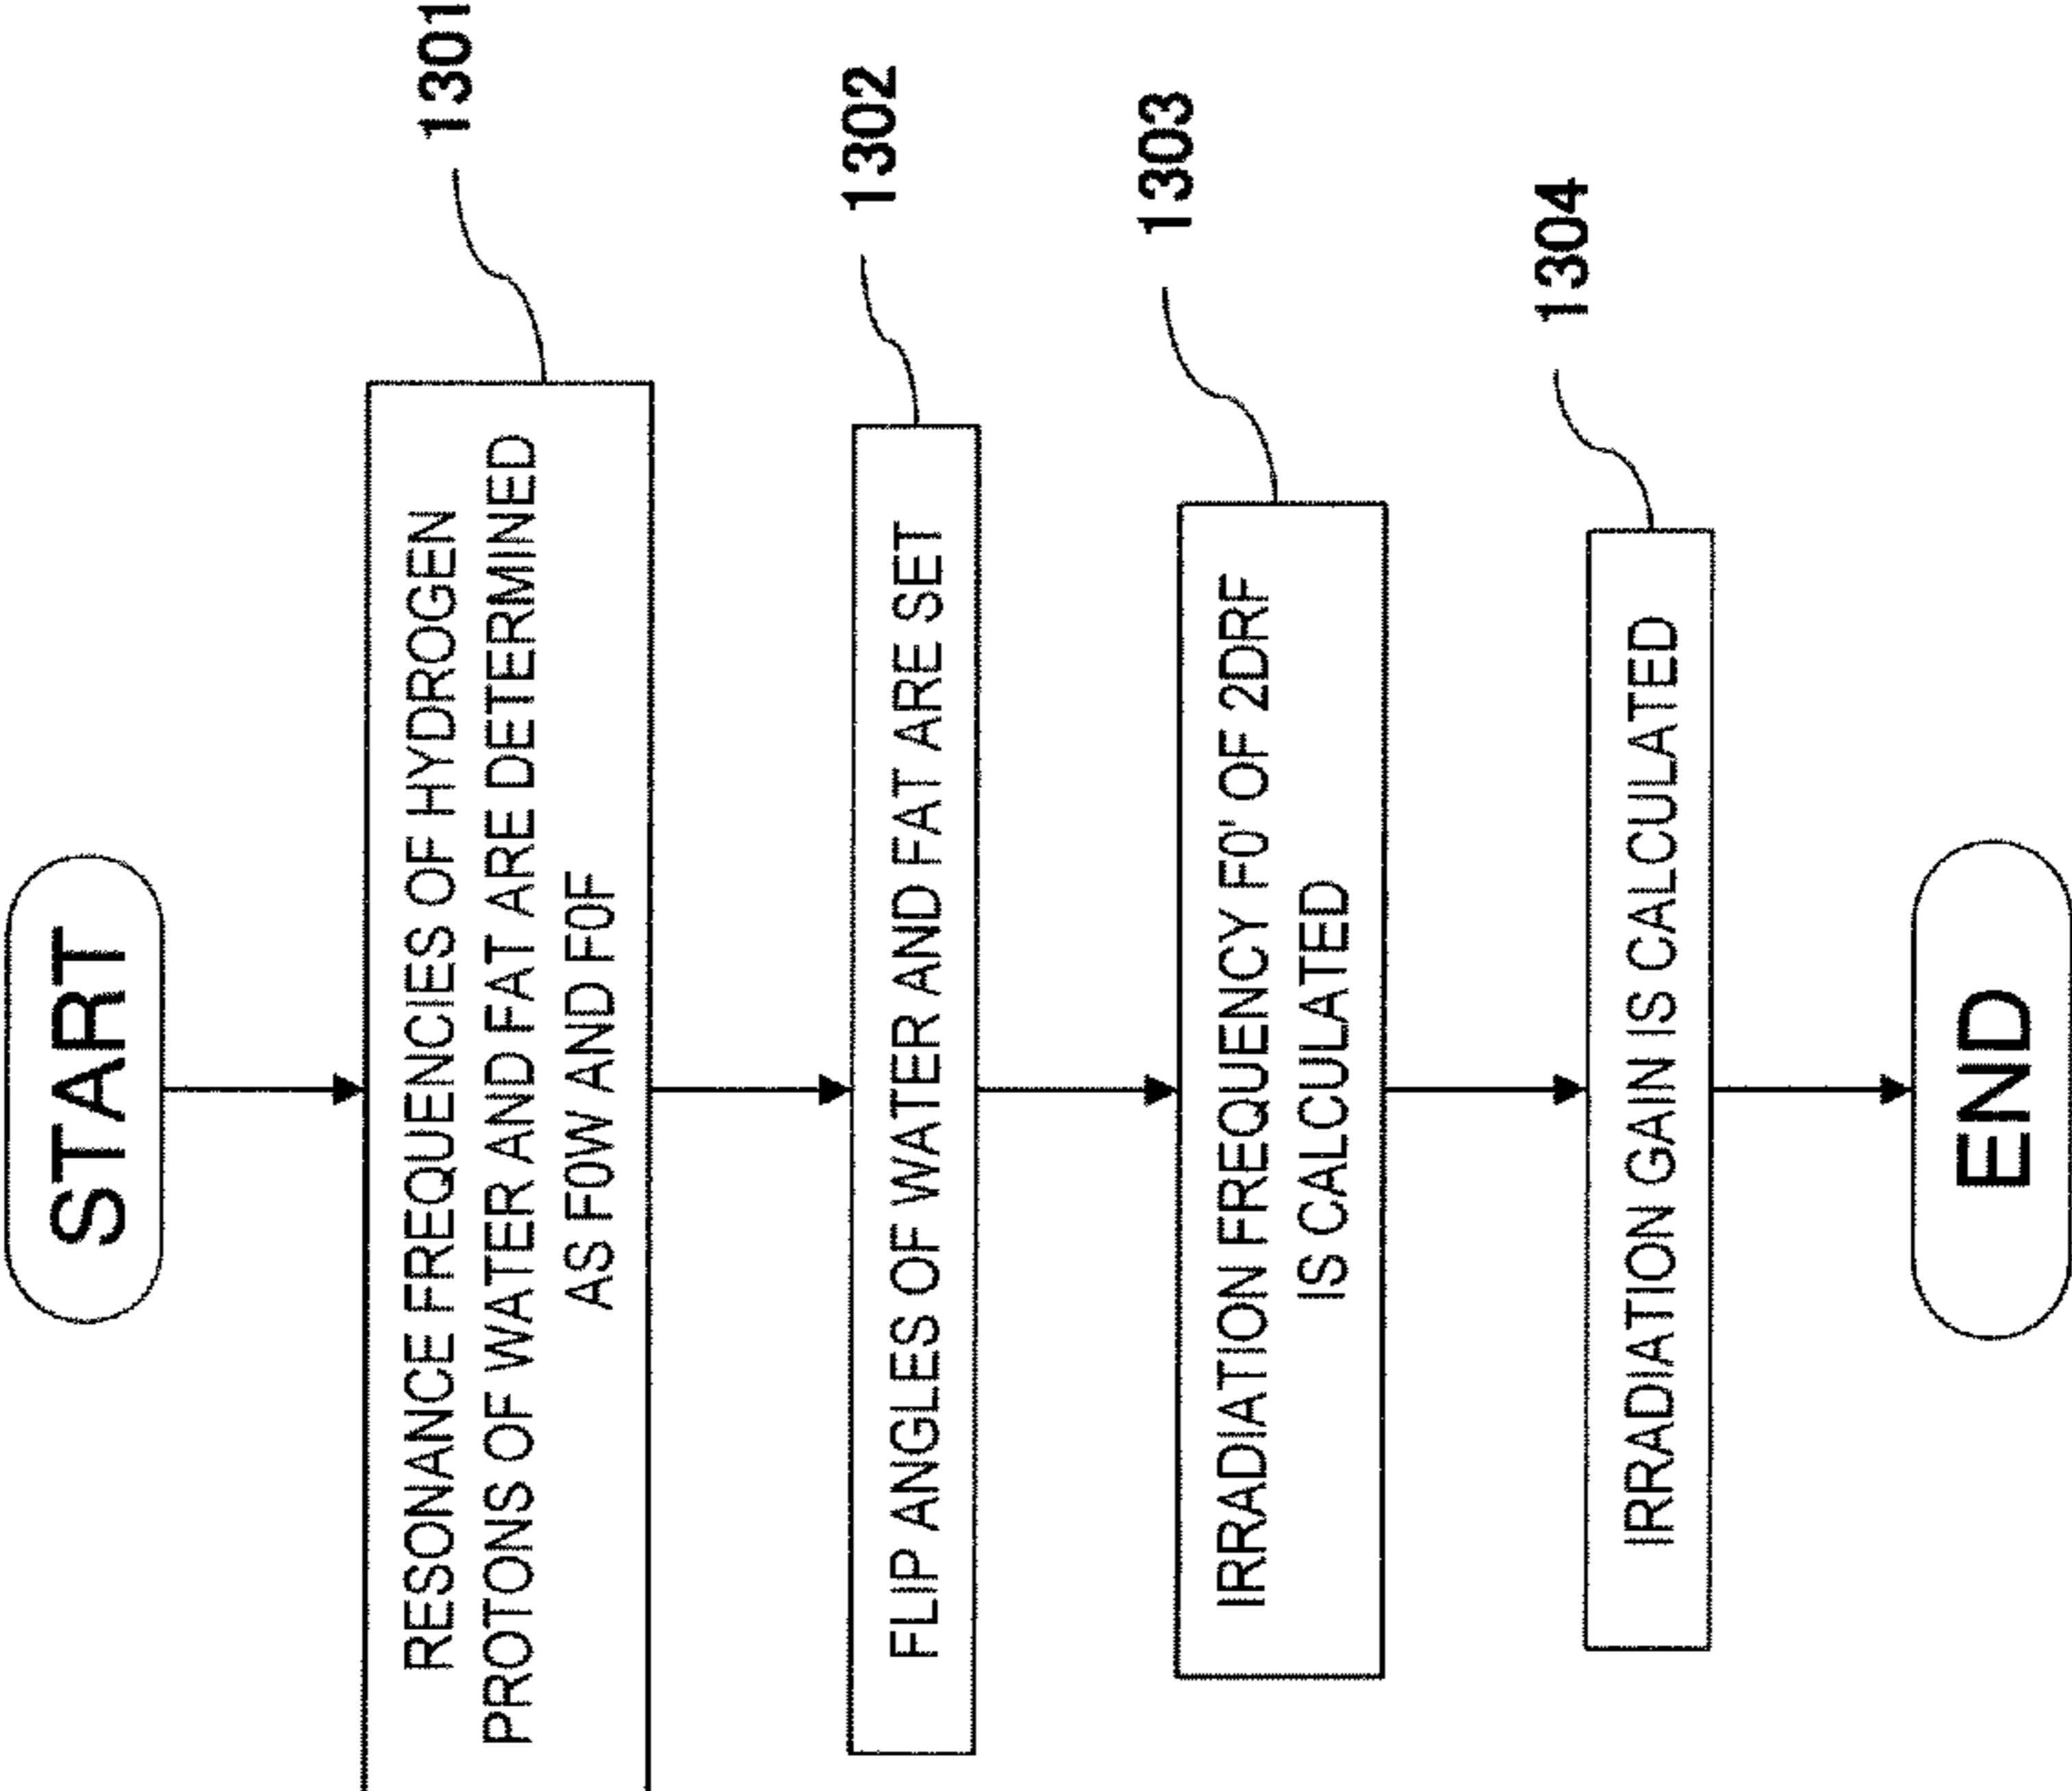 START
RESONANCE FREQUENCIES OF HYDROGEN
PROTONS OF WATER AND FAT ARE DETERMINED
AS F0W AND F0F
1301
FLIP ANGLES OF WATER AND FAT ARE SET
1302
IRRADIATION FREQUENCY F0' OF 2DRF
IS CALCULATED
1303
IRRADIATION GAIN IS CALCULATED
1304
END